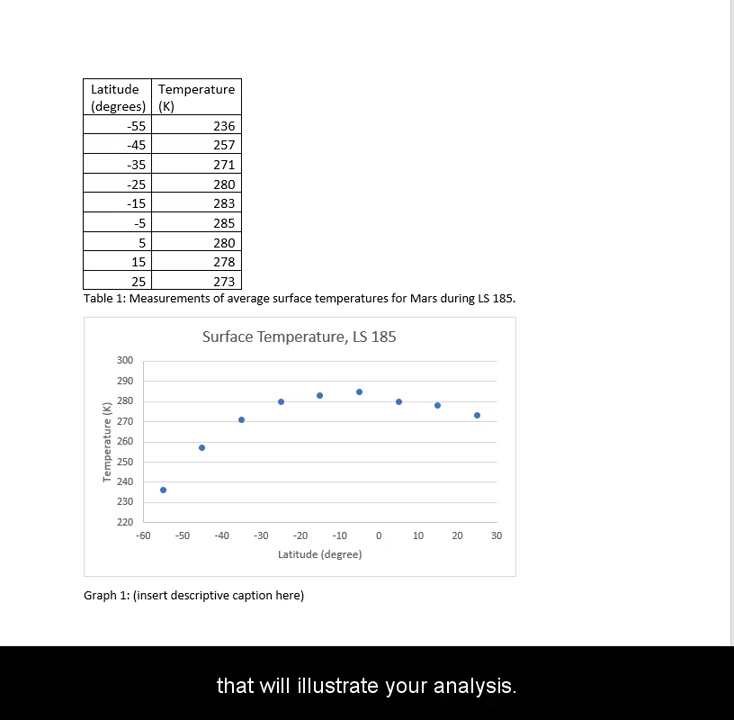 Latitude Temperature
(degrees) (K)
-55 236
-45 257
-35 271
-25 280
-15 283
-5 285
5 280
15 278
25 273
Table 1: Measurements of average surface temperatures for Mars during LS 185.
Surface Temperature, LS 185
300
290
280
270
260
250
240
230
220
Temperature (K)
-60 -50 -40 -30 -20 -10 0 10 20 30
Latitude (degree)
Graph 1: (insert descriptive caption here)
that will illustrate your analysis.